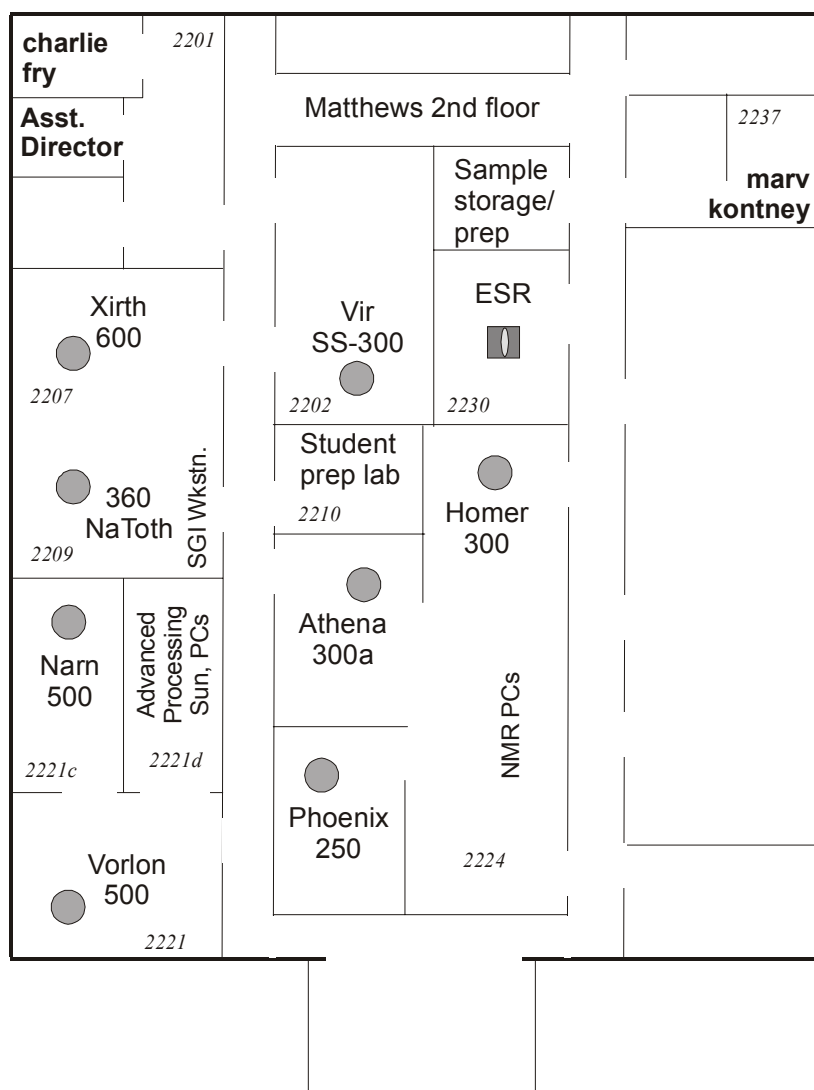 charlie
fry
2201
Asst.
Director
Matthews 2nd floor
2237
marv
kontney
Sample
storage/
prep
Xirth
600
2207
Vir
SS-300
2202
ESR
2230
360
NaToth
2209
SGI Wkstn.
Student
prep lab
2210
Homer
300
Narn
500
2221c
Advanced
Processing
Sun, PCs
2221d
Athena
300a
NMR PCs
Phoenix
250
2224
Vorlon
500
2221